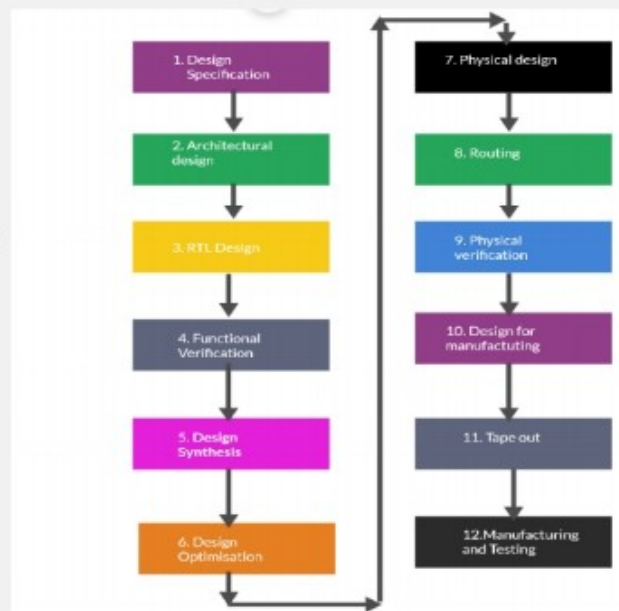 1. Design
Specification
2. Architectural
design
3. RTL Design
4. Functional
Verification
5. Design
Synthesis
6. Design
Optimisation
7. Physical design
8. Routing
9. Physical
verification
10. Design for
manufactuting
11. Tape out
12.Manufacturing
and Testing